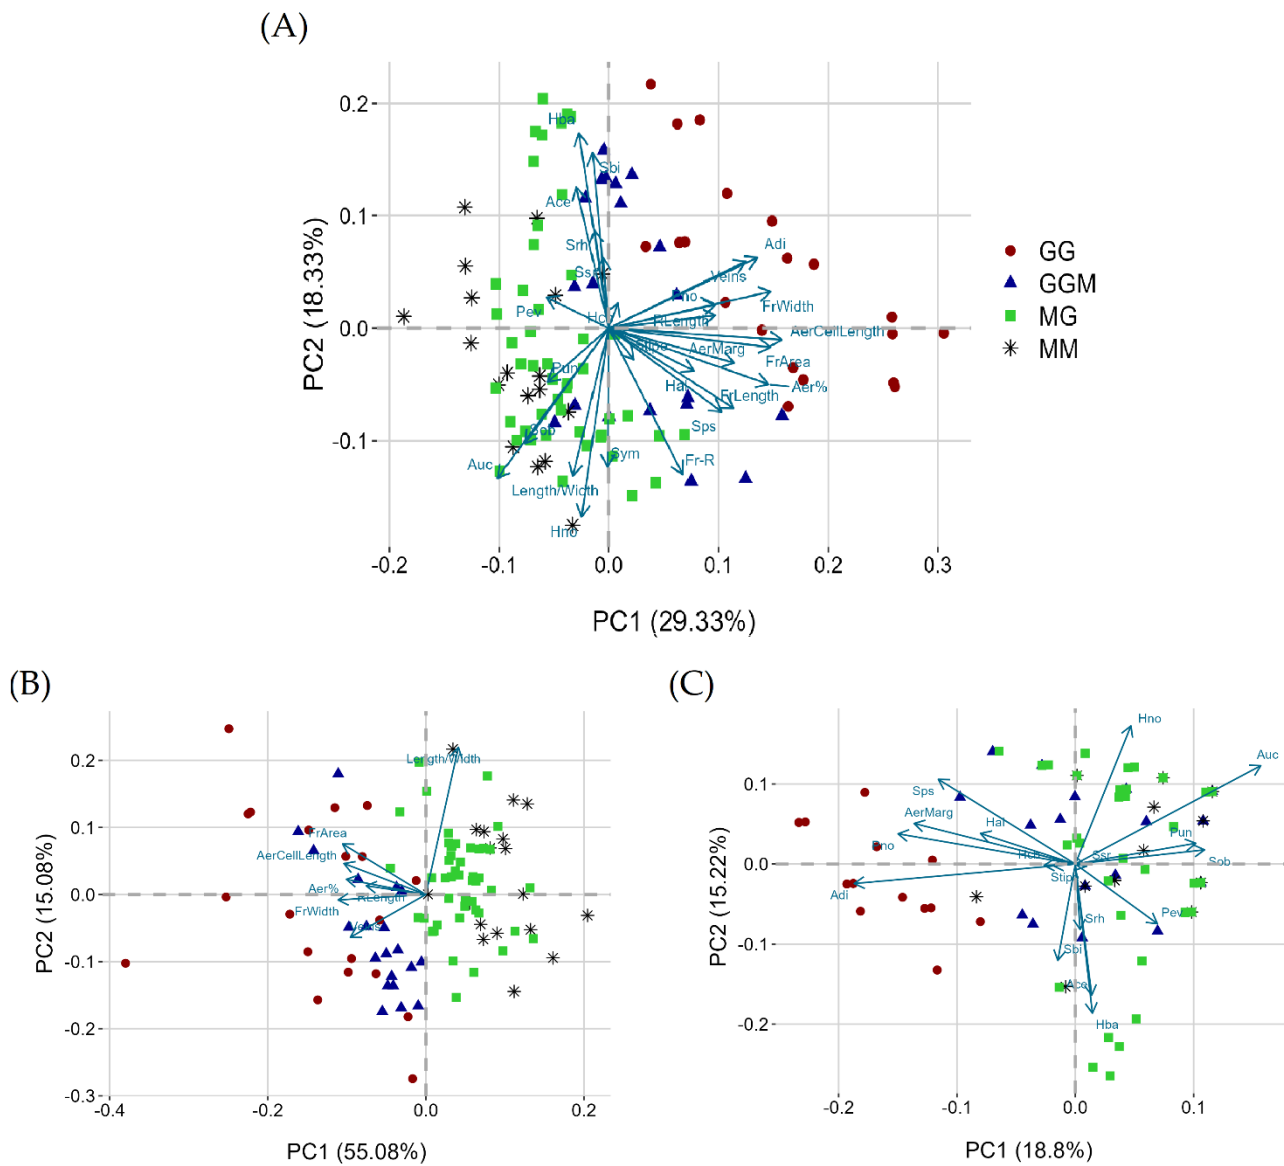 (A)
0.2
0.1
0.0
-0.1
PC2 (18.33%)
Hba
Sbi
Ace
Srh
Adi
Veins
Pno
FrWidth
Pev
RLength
AerCellLength
AerMarg
FrArea
Pun
Hal
Aer%
FrLength
Sps
Sob
Auc
Sym
Fr-R
Length/Width
Hno
-0.2
-0.1
0.0
0.1
0.2
0.3
PC1 (29.33%)
GG
GGM
MG
MM
(B)
0.2
0.1
0.0
-0.1
-0.2
-0.3
PC2 (15.08%)
Length/Width
FrArea
AerCellLength
Aer%
RLength
FrWidth
Veins
-0.4
-0.2
0.0
0.2
PC1 (55.08%)
(C)
0.1
0.0
-0.1
-0.2
PC2 (15.22%)
Hno
Auc
Sps
AerMarg
Hal
Pno
Pun
Ssr
Sob
Stip
Adi
Pev
Srh
Sbi
Ace
Hba
-0.2
-0.1
0.0
0.1
PC1 (18.8%)